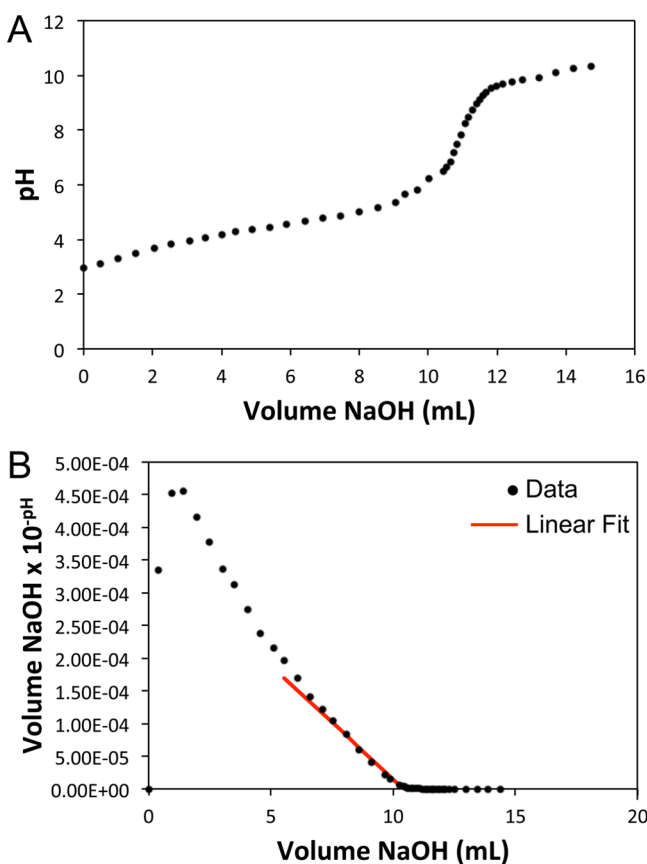 A
12
10
8
6
4
2
0
pH
0 2 4 6 8 10 12 14 16
Volume NaOH (mL)
B
5.00E-04
4.50E-04
4.00E-04
3.50E-04
3.00E-04
2.50E-04
2.00E-04
1.50E-04
1.00E-04
5.00E-05
0.00E+00
Volume NaOH x 10^-pH
Data
Linear Fit
0 5 10 15 20
Volume NaOH (mL)